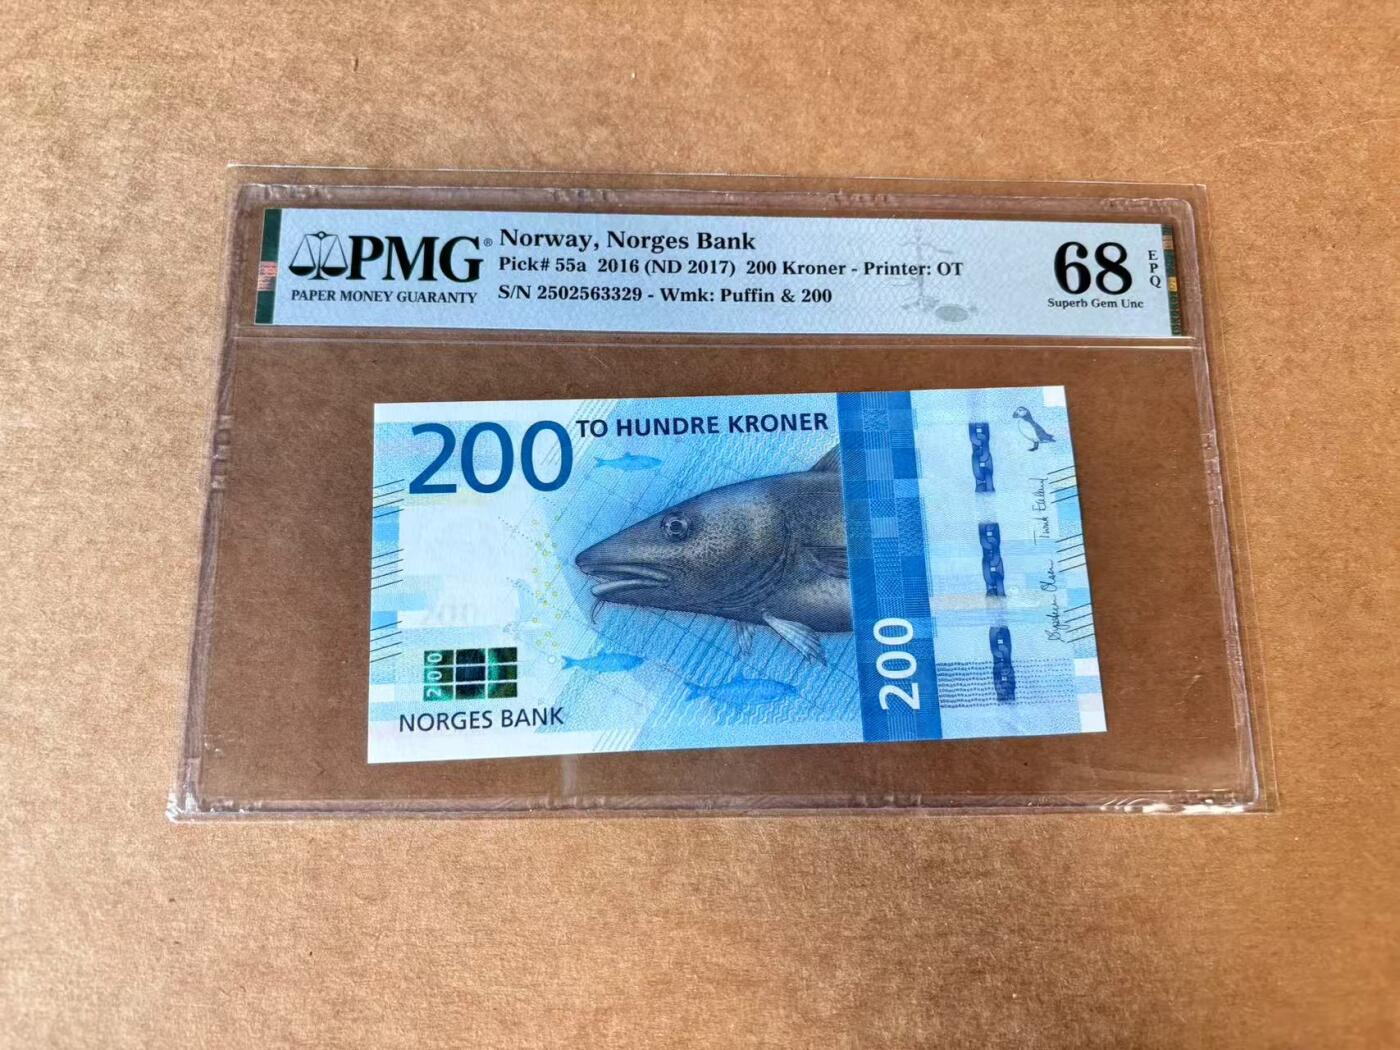 PMG®
PAPER MONEY GUARANTY
Norway, Norges Bank
Pick# 55a 2016 (ND 2017) 200 Kroner - Printer: OT
S/N 2502563329 - Wmk: Puffin & 200
68
EPQ
Superb Gem Unc
200 TO HUNDRE KRONER
200
200
NORGES BANK